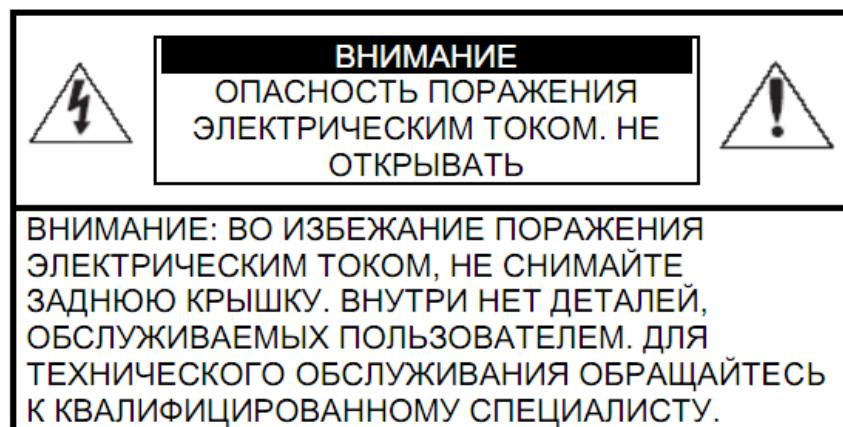 ВНИМАНИЕ
ОПАСНОСТЬ ПОРАЖЕНИЯ
ЭЛЕКТРИЧЕСКИМ ТОКОМ. НЕ
ОТКРЫВАТЬ
ВНИМАНИЕ: ВО ИЗБЕЖАНИЕ ПОРАЖЕНИЯ
ЭЛЕКТРИЧЕСКИМ ТОКОМ, НЕ СНИМАЙТЕ
ЗАДНЮЮ КРЫШКУ. ВНУТРИ НЕТ ДЕТАЛЕЙ,
ОБСЛУЖИВАЕМЫХ ПОЛЬЗОВАТЕЛЕМ. ДЛЯ
ТЕХНИЧЕСКОГО ОБСЛУЖИВАНИЯ ОБРАЩАЙТЕСЬ
К КВАЛИФИЦИРОВАННОМУ СПЕЦИАЛИСТУ.